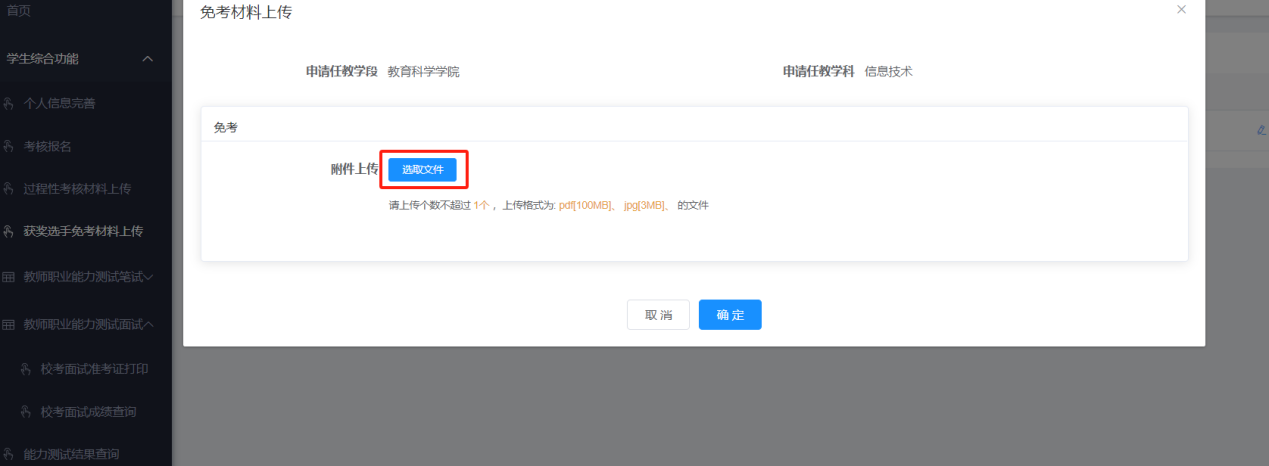 首页
学生综合功能
个人信息完善
考核报名
过程性考核材料上传
获奖选手免考材料上传
教师职业能力测试笔试
教师职业能力测试面试
校考面试准考证打印
校考面试成绩查询
能力测试结果查询
免考材料上传
申请任教学段 教育科学学院
申请任教学科 信息技术
免考
附件上传 选取文件
请上传个数不超过 1个 ，上传格式为: pdf[100MB]、 jpg[3MB]、 的文件
取 消
确 定